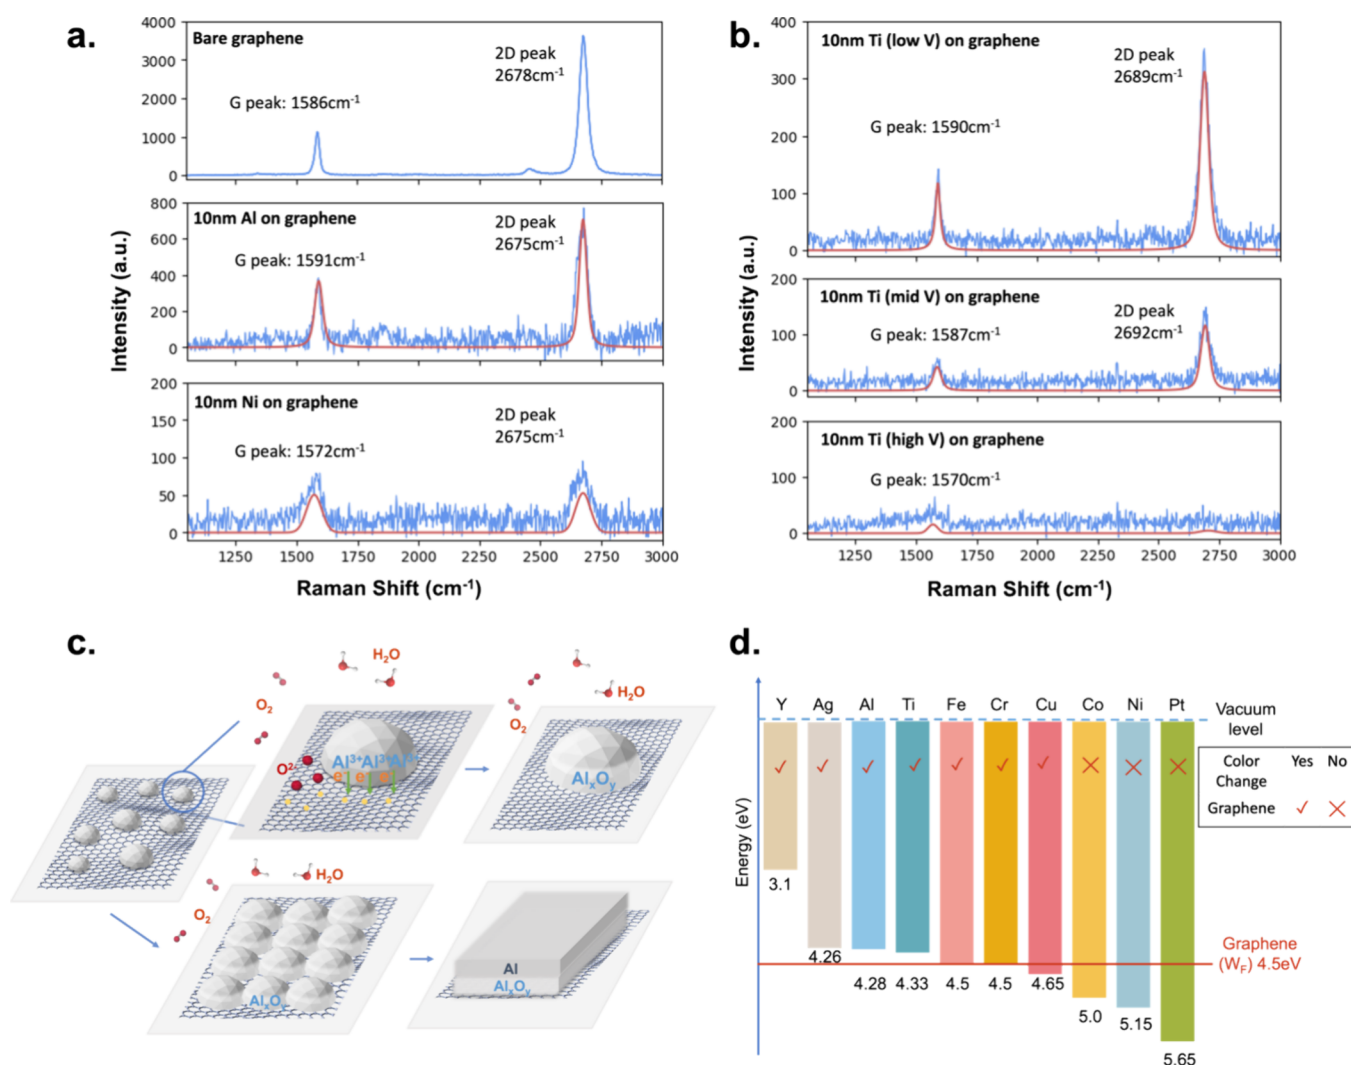 a.
Bare graphene
2D peak
2678cm⁻¹
G peak: 1586cm⁻¹
4000
3000
2000
1000
0
10nm Al on graphene
2D peak
2675cm⁻¹
G peak: 1591cm⁻¹
800
600
400
200
0
10nm Ni on graphene
2D peak
2675cm⁻¹
G peak: 1572cm⁻¹
200
150
100
50
0
1250 1500 1750 2000 2250 2500 2750 3000
Intensity (a.u.)
Raman Shift (cm⁻¹)
b.
10nm Ti (low V) on graphene
2D peak
2689cm⁻¹
G peak: 1590cm⁻¹
400
300
200
100
0
10nm Ti (mid V) on graphene
2D peak
2692cm⁻¹
G peak: 1587cm⁻¹
200
100
0
10nm Ti (high V) on graphene
G peak: 1570cm⁻¹
200
100
0
1250 1500 1750 2000 2250 2500 2750 3000
Intensity (a.u.)
Raman Shift (cm⁻¹)
c.
H₂O
O₂
Al³⁺Al³⁺Al³⁺
O²⁻
e⁻ e⁻ e⁻
H₂O
O₂
AlₓOᵧ
H₂O
O₂
AlₓOᵧ
Al
AlₓOᵧ
d.
Y Ag Al Ti Fe Cr Cu Co Ni Pt
Vacuum
level
Color
Change
Yes No
Graphene ✓ ✕
✓ ✓ ✓ ✓ ✓ ✓ ✓ ✕ ✕ ✕
Energy (eV)
3.1
4.26
4.28
4.33
4.5
4.5
4.65
5.0
5.15
5.65
Graphene
(W_F) 4.5eV